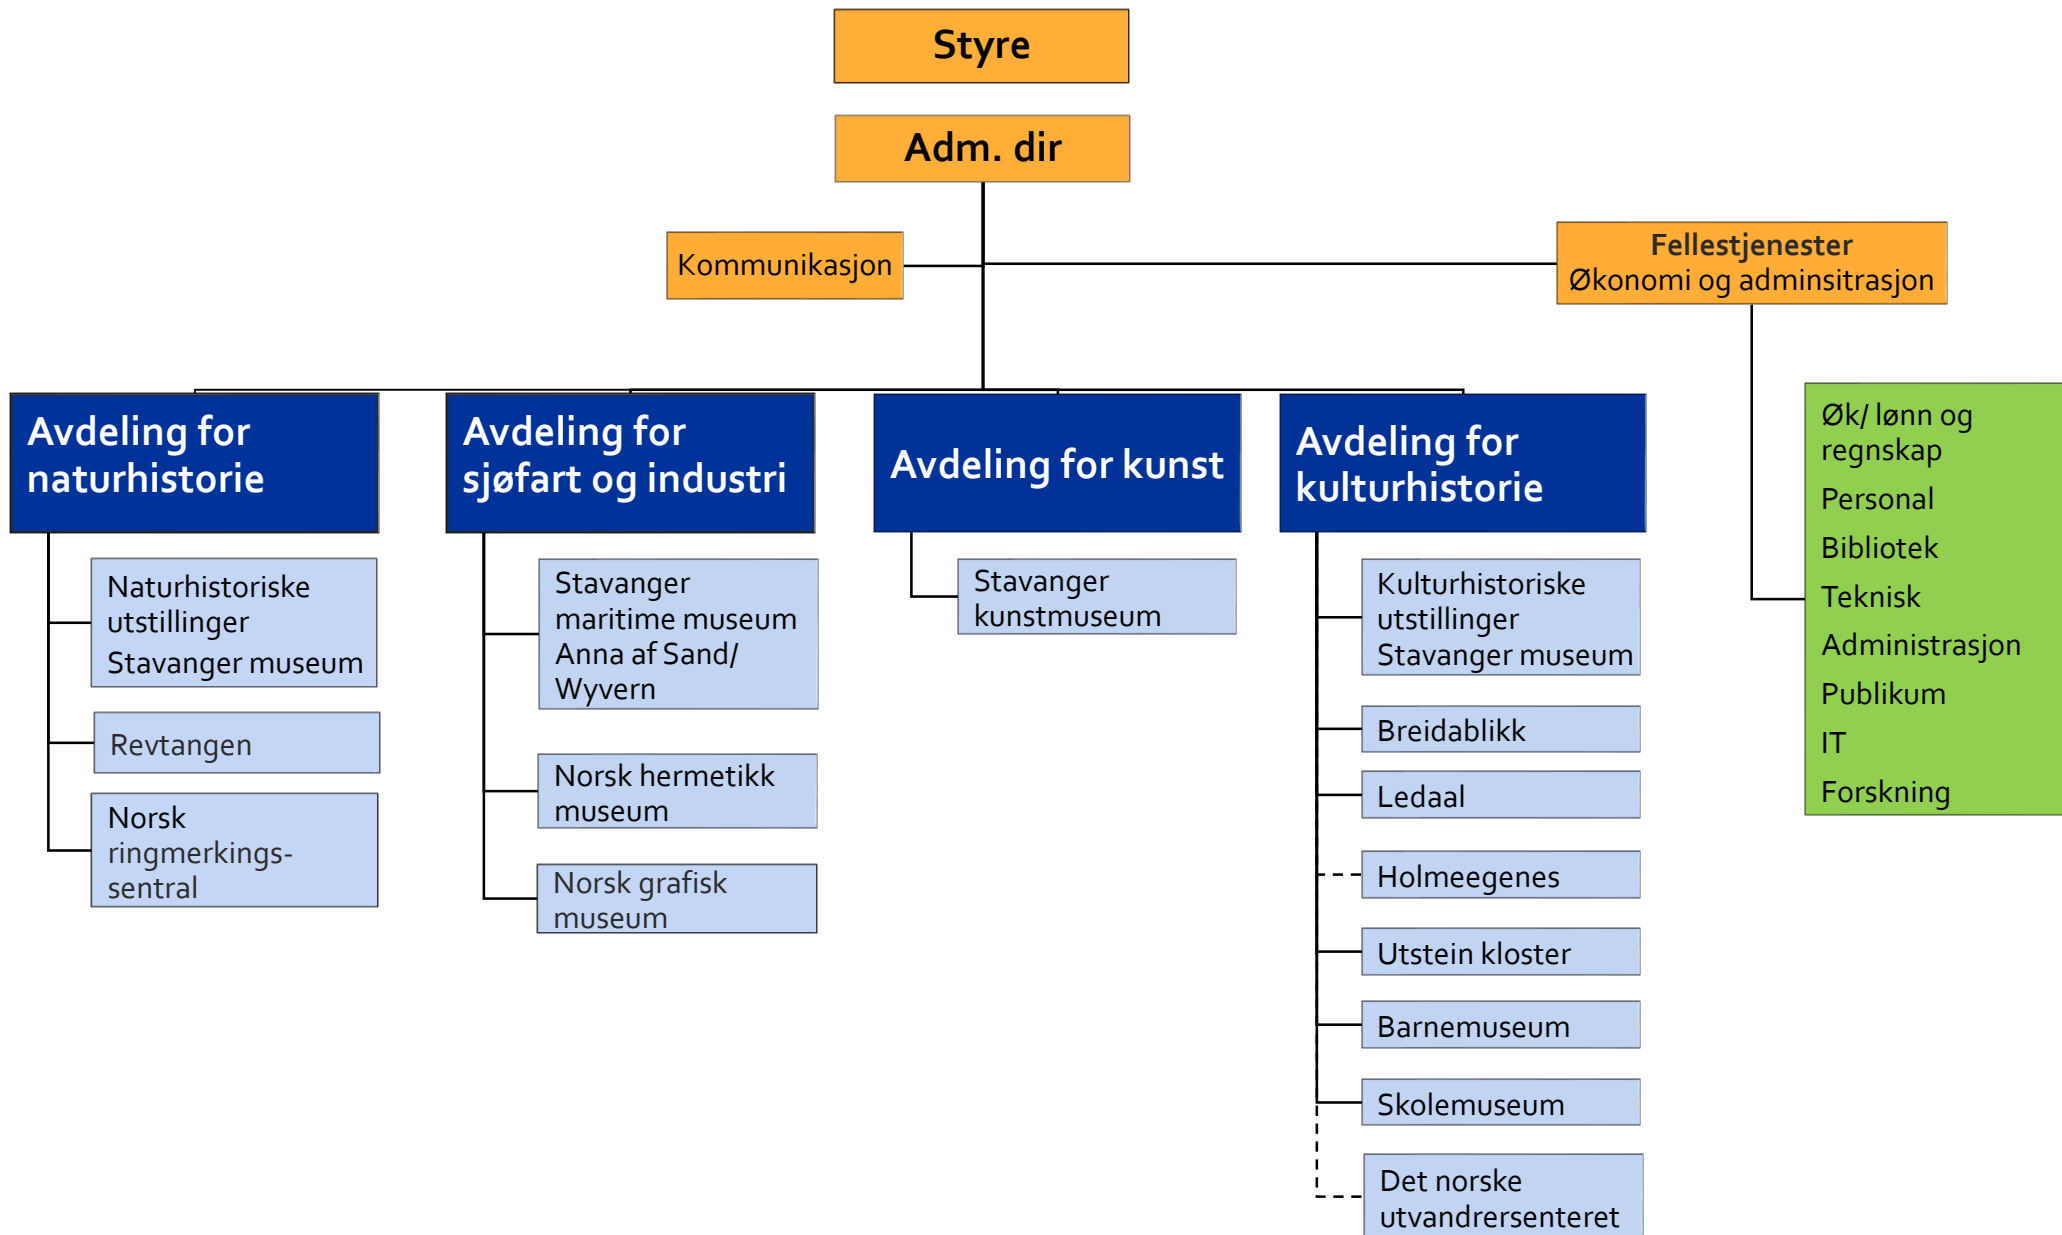 Styre
Adm. dir
Kommunikasjon
Fellestjenester
Økonomi og adminsitrasjon
Avdeling for
naturhistorie
Naturhistoriske
utstillinger
Stavanger museum
Revtangen
Norsk
ringmerkings-
sentral
Avdeling for
sjøfart og industri
Stavanger
maritime museum
Anna af Sand/
Wyvern
Norsk hermetikk
museum
Norsk grafisk
museum
Avdeling for kunst
Stavanger
kunstmuseum
Avdeling for
kulturhistorie
Kulturhistoriske
utstillinger
Stavanger museum
Breidablikk
Ledaal
Holmeegenes
Utstein kloster
Barnemuseum
Skolemuseum
Det norske
utvandrersenteret
Øk/ lønn og
regnskap
Personal
Bibliotek
Teknisk
Administrasjon
Publikum
IT
Forskning